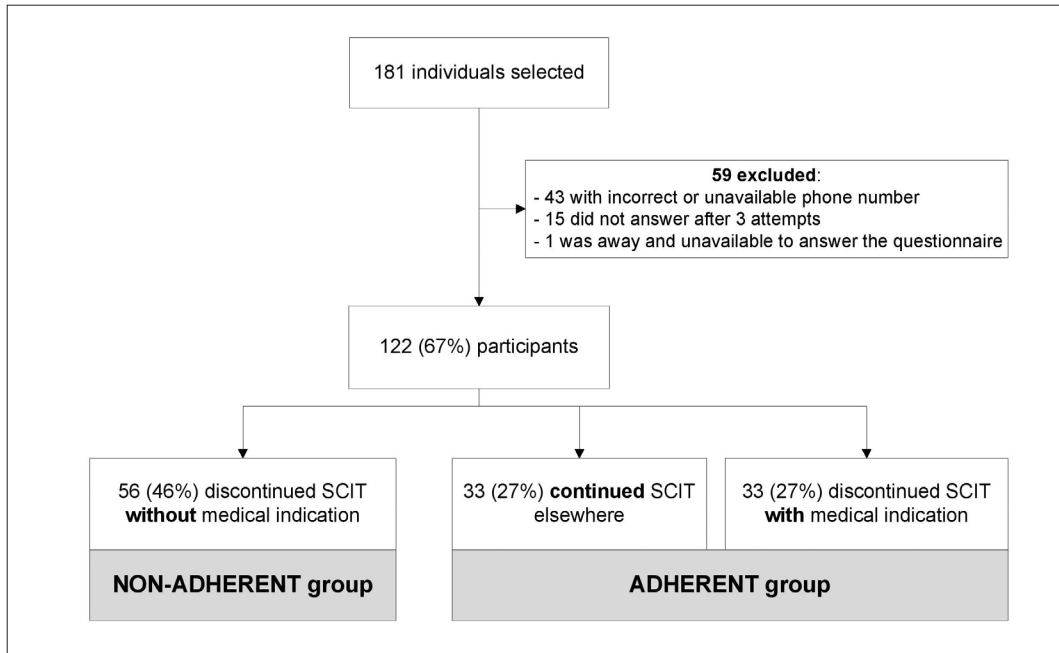 181 individuals selected
59 excluded:
- 43 with incorrect or unavailable phone number
- 15 did not answer after 3 attempts
- 1 was away and unavailable to answer the questionnaire
122 (67%) participants
56 (46%) discontinued SCIT
without medical indication
33 (27%) continued SCIT
elsewhere
33 (27%) discontinued SCIT
with medical indication
NON-ADHERENT group
ADHERENT group